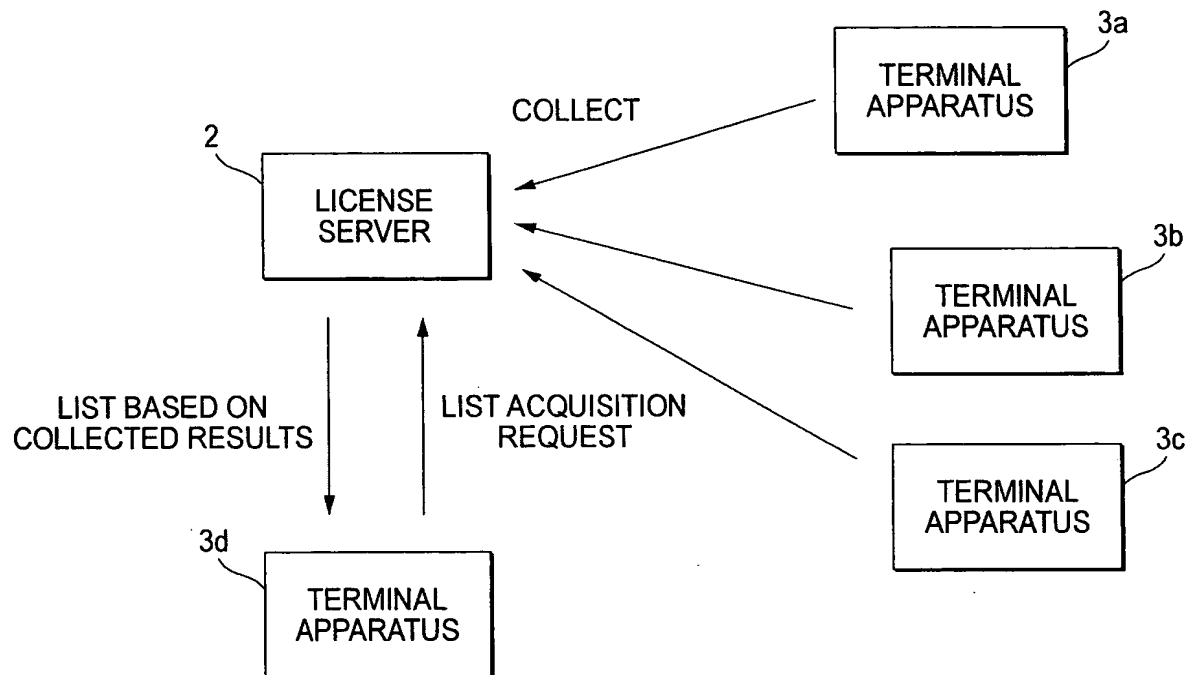 3a
TERMINAL
APPARATUS
COLLECT
2
LICENSE
SERVER
3b
TERMINAL
APPARATUS
LIST BASED ON
COLLECTED RESULTS
LIST ACQUISITION
REQUEST
3c
TERMINAL
APPARATUS
3d
TERMINAL
APPARATUS